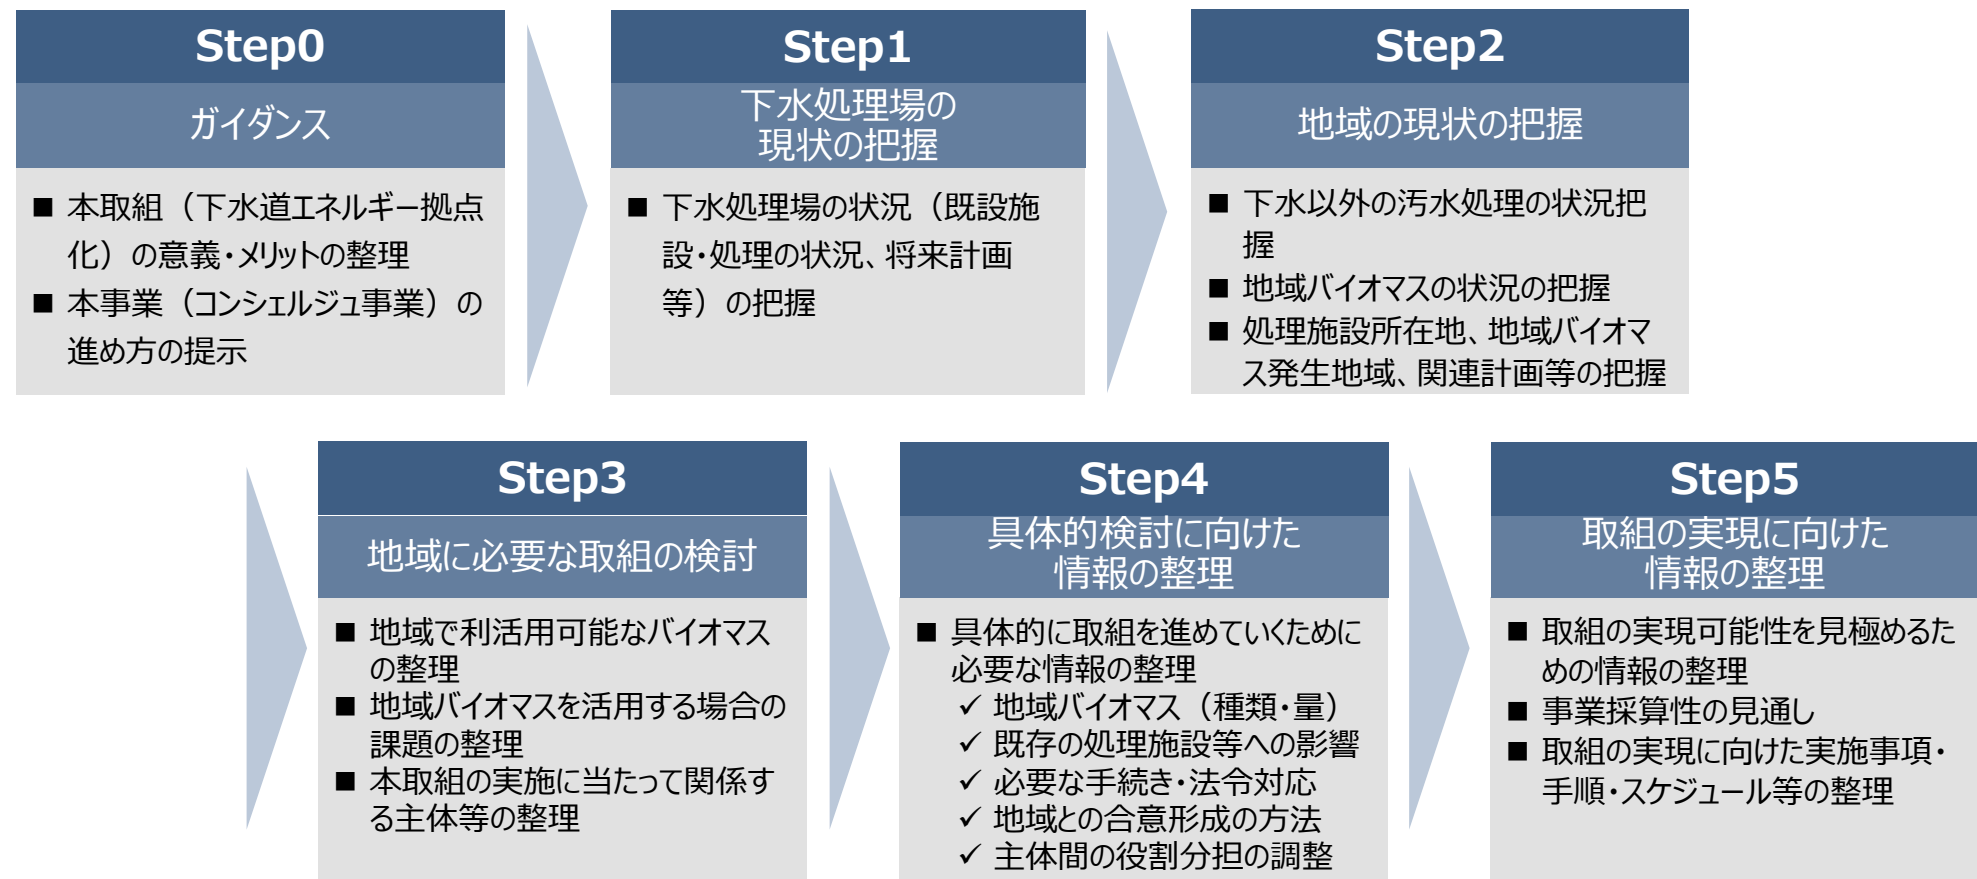 Step0
ガイダンス
■ 本取組（下水道エネルギー拠点
化）の意義・メリットの整理
■ 本事業（コンシェルジュ事業）の
進め方の提示
Step1
下水処理場の
現状の把握
■ 下水処理場の状況（既設施
設・処理の状況、将来計画
等）の把握
Step2
地域の現状の把握
■ 下水以外の汚水処理の状況把
握
■ 地域バイオマスの状況の把握
■ 処理施設所在地、地域バイオマ
ス発生地域、関連計画等の把握
Step3
地域に必要な取組の検討
■ 地域で利活用可能なバイオマス
の整理
■ 地域バイオマスを活用する場合の
課題の整理
■ 本取組の実施に当たって関係す
る主体等の整理
Step4
具体的検討に向けた
情報の整理
■ 具体的に取組を進めていくために
必要な情報の整理
✓ 地域バイオマス（種類・量）
✓ 既存の処理施設等への影響
✓ 必要な手続き・法令対応
✓ 地域との合意形成の方法
✓ 主体間の役割分担の調整
Step5
取組の実現に向けた
情報の整理
■ 取組の実現可能性を見極めるた
めの情報の整理
■ 事業採算性の見通し
■ 取組の実現に向けた実施事項・
手順・スケジュール等の整理